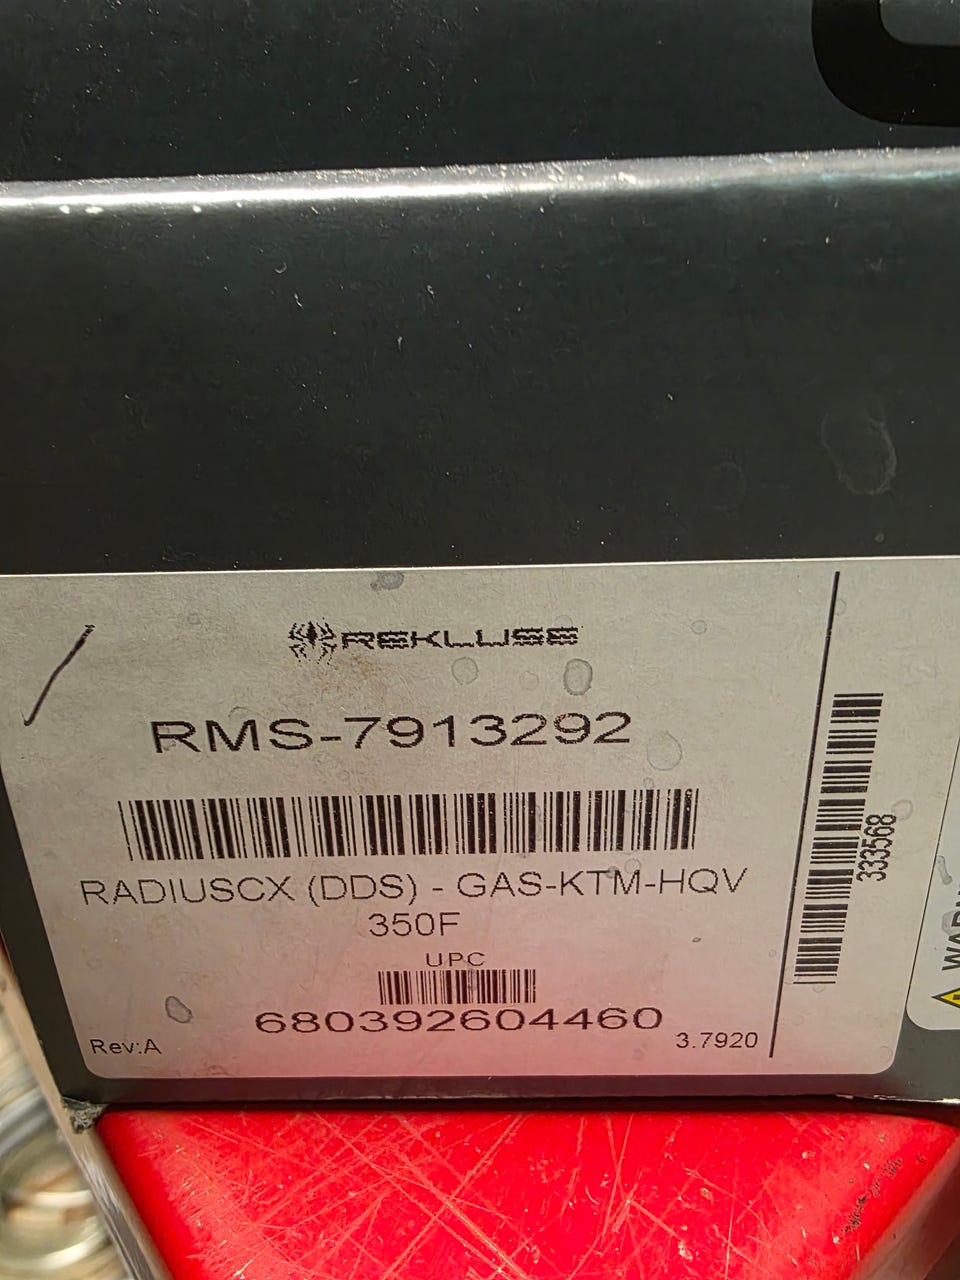 REKLUSE
RMS-7913292
RADIUSCX (DDS) - GAS-KTM-HQV
350F
UPC
680392604460
Rev:A
3.7920
333568